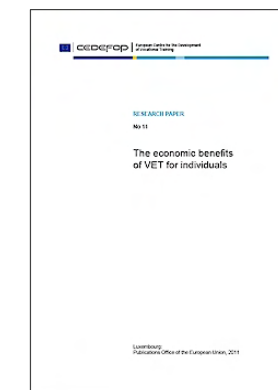 CEDEFOP
European Centre for the Development
of Vocational Training
RESEARCH PAPER
No 11
The economic benefits
of VET for individuals
Luxembourg:
Publications Office of the European Union, 2011